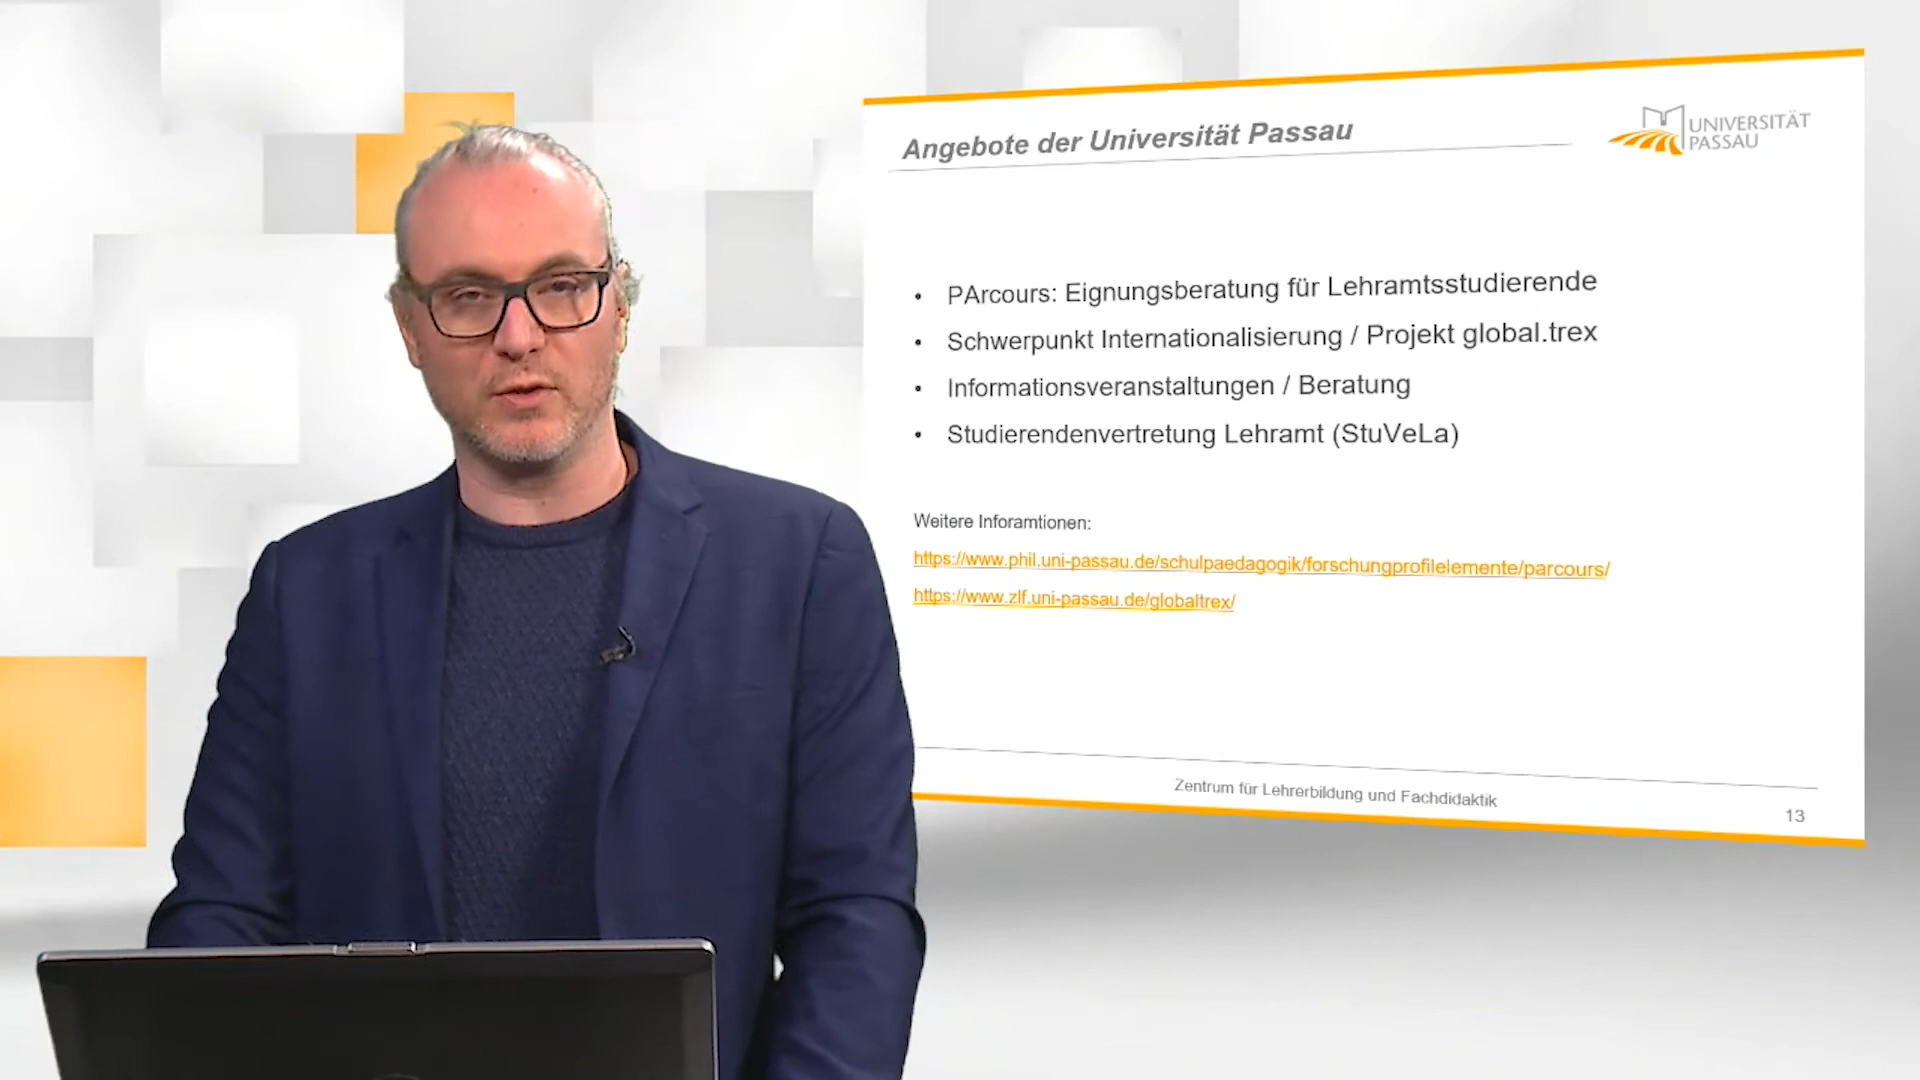 Angebote der Universität Passau
UNIVERSITÄT
PASSAU
• PArcours: Eignungsberatung für Lehramtsstudierende
• Schwerpunkt Internationalisierung / Projekt global.trex
• Informationsveranstaltungen / Beratung
• Studierendenvertretung Lehramt (StuVeLa)
Weitere Inforamtionen:
https://www.phil.uni-passau.de/schulpaedagogik/forschungprofilelemente/parcours/
https://www.zlf.uni-passau.de/globaltrex/
Zentrum für Lehrerbildung und Fachdidaktik
13